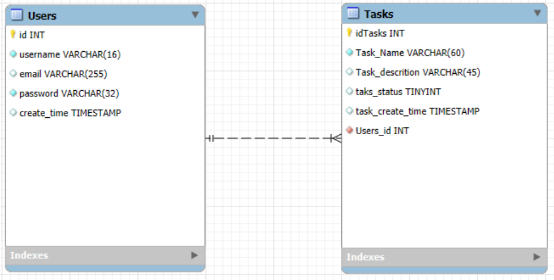 Users
id INT
username VARCHAR(16)
email VARCHAR(255)
password VARCHAR(32)
create_time TIMESTAMP
Indexes
Tasks
idTasks INT
Task_Name VARCHAR(60)
Task_descrition VARCHAR(45)
taks_status TINYINT
task_create_time TIMESTAMP
Users_id INT
Indexes